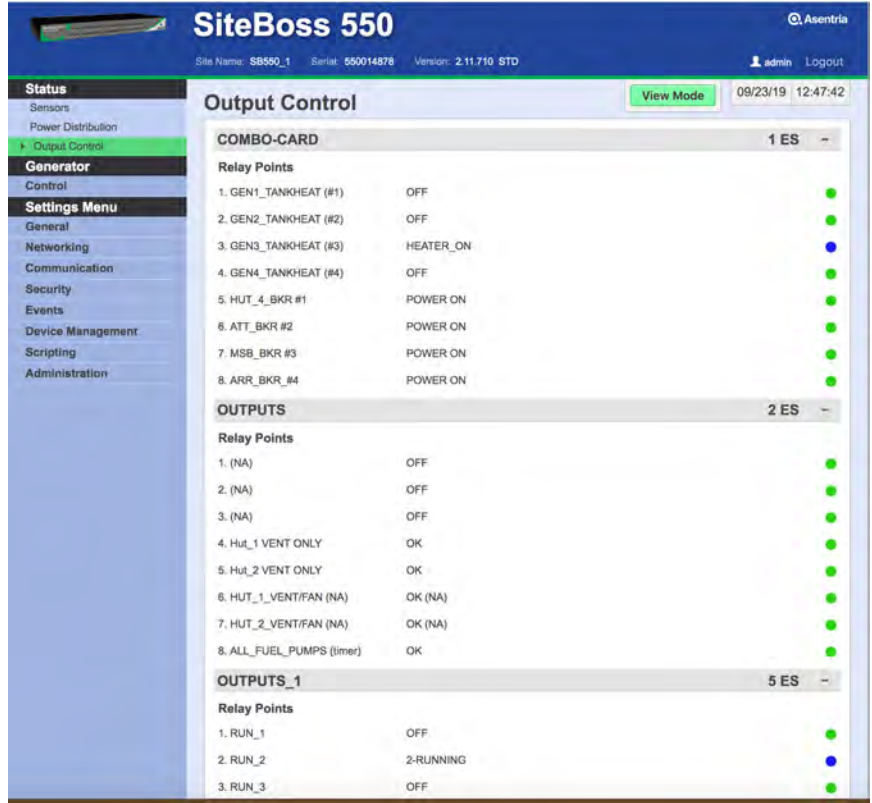 SiteBoss 550
Asentria
Site Name: SB550_1 Serial: 550014878 Version: 2.11.710 STD
admin Logout
Status
Sensors
Power Distribution
Output Control
Generator
Control
Settings Menu
General
Networking
Communication
Security
Events
Device Management
Scripting
Administration
Output Control
View Mode
09/23/19 12:47:42
COMBO-CARD 1 ES −
Relay Points
1. GEN1_TANKHEAT (#1) OFF
2. GEN2_TANKHEAT (#2) OFF
3. GEN3_TANKHEAT (#3) HEATER_ON
4. GEN4_TANKHEAT (#4) OFF
5. HUT_4_BKR #1 POWER ON
6. ATT_BKR #2 POWER ON
7. MSB_BKR #3 POWER ON
8. ARR_BKR_#4 POWER ON
OUTPUTS 2 ES −
Relay Points
1. (NA) OFF
2. (NA) OFF
3. (NA) OFF
4. Hut_1 VENT ONLY OK
5. Hut_2 VENT ONLY OK
6. HUT_1_VENT/FAN (NA) OK (NA)
7. HUT_2_VENT/FAN (NA) OK (NA)
8. ALL_FUEL_PUMPS (timer) OK
OUTPUTS_1 5 ES −
Relay Points
1. RUN_1 OFF
2. RUN_2 2-RUNNING
3. RUN_3 OFF